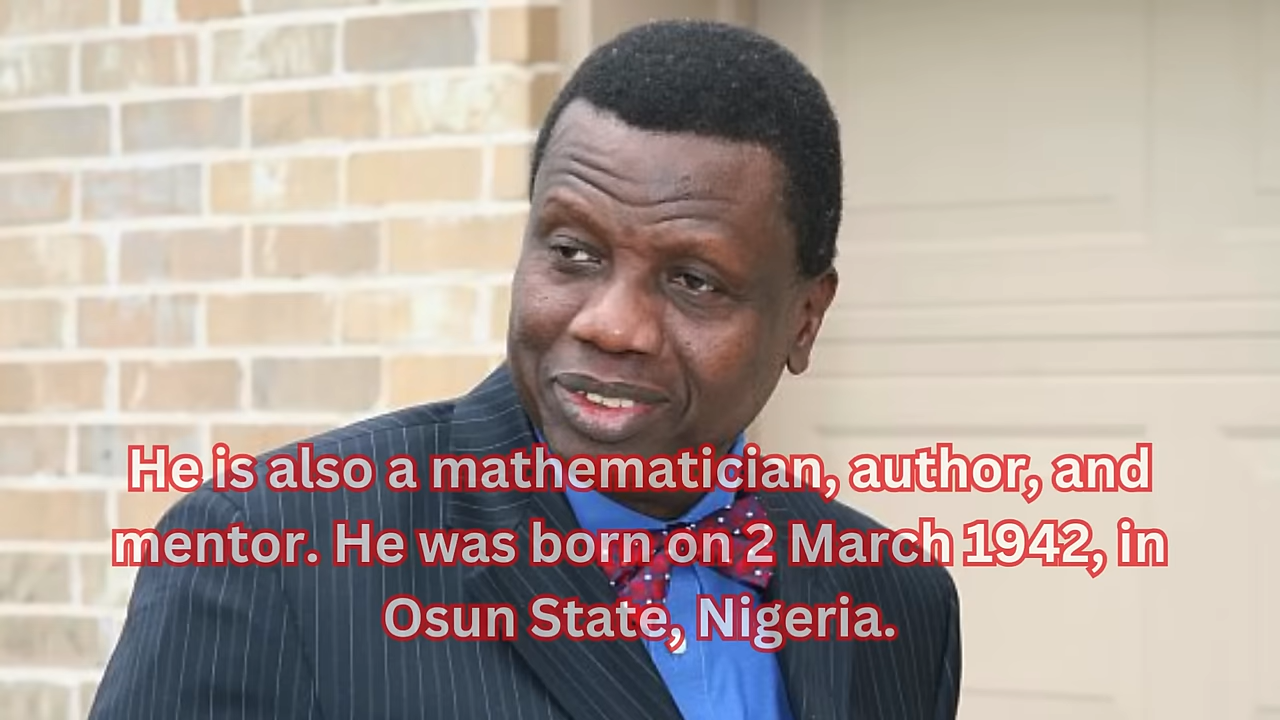 He is also a mathematician, author, and
mentor. He was born on 2 March 1942, in
Osun State, Nigeria.